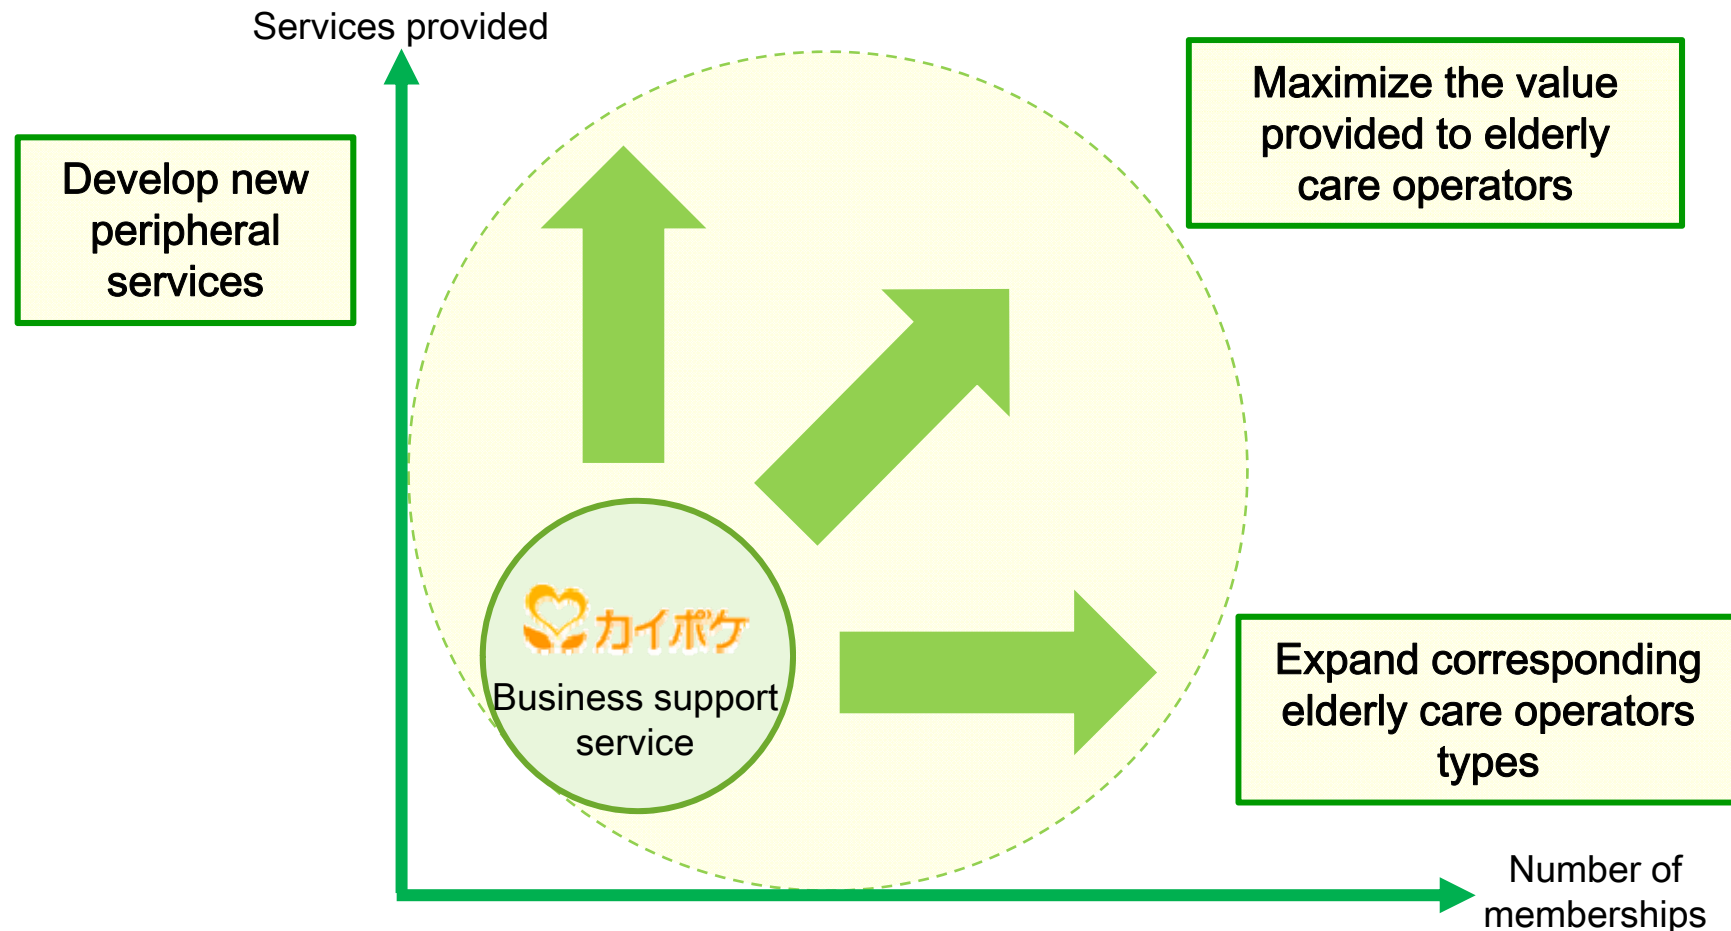 Services provided
Maximize the value
provided to elderly
care operators
Develop new
peripheral
services
カイポケ
Business support
service
Expand corresponding
elderly care operators
types
Number of
memberships